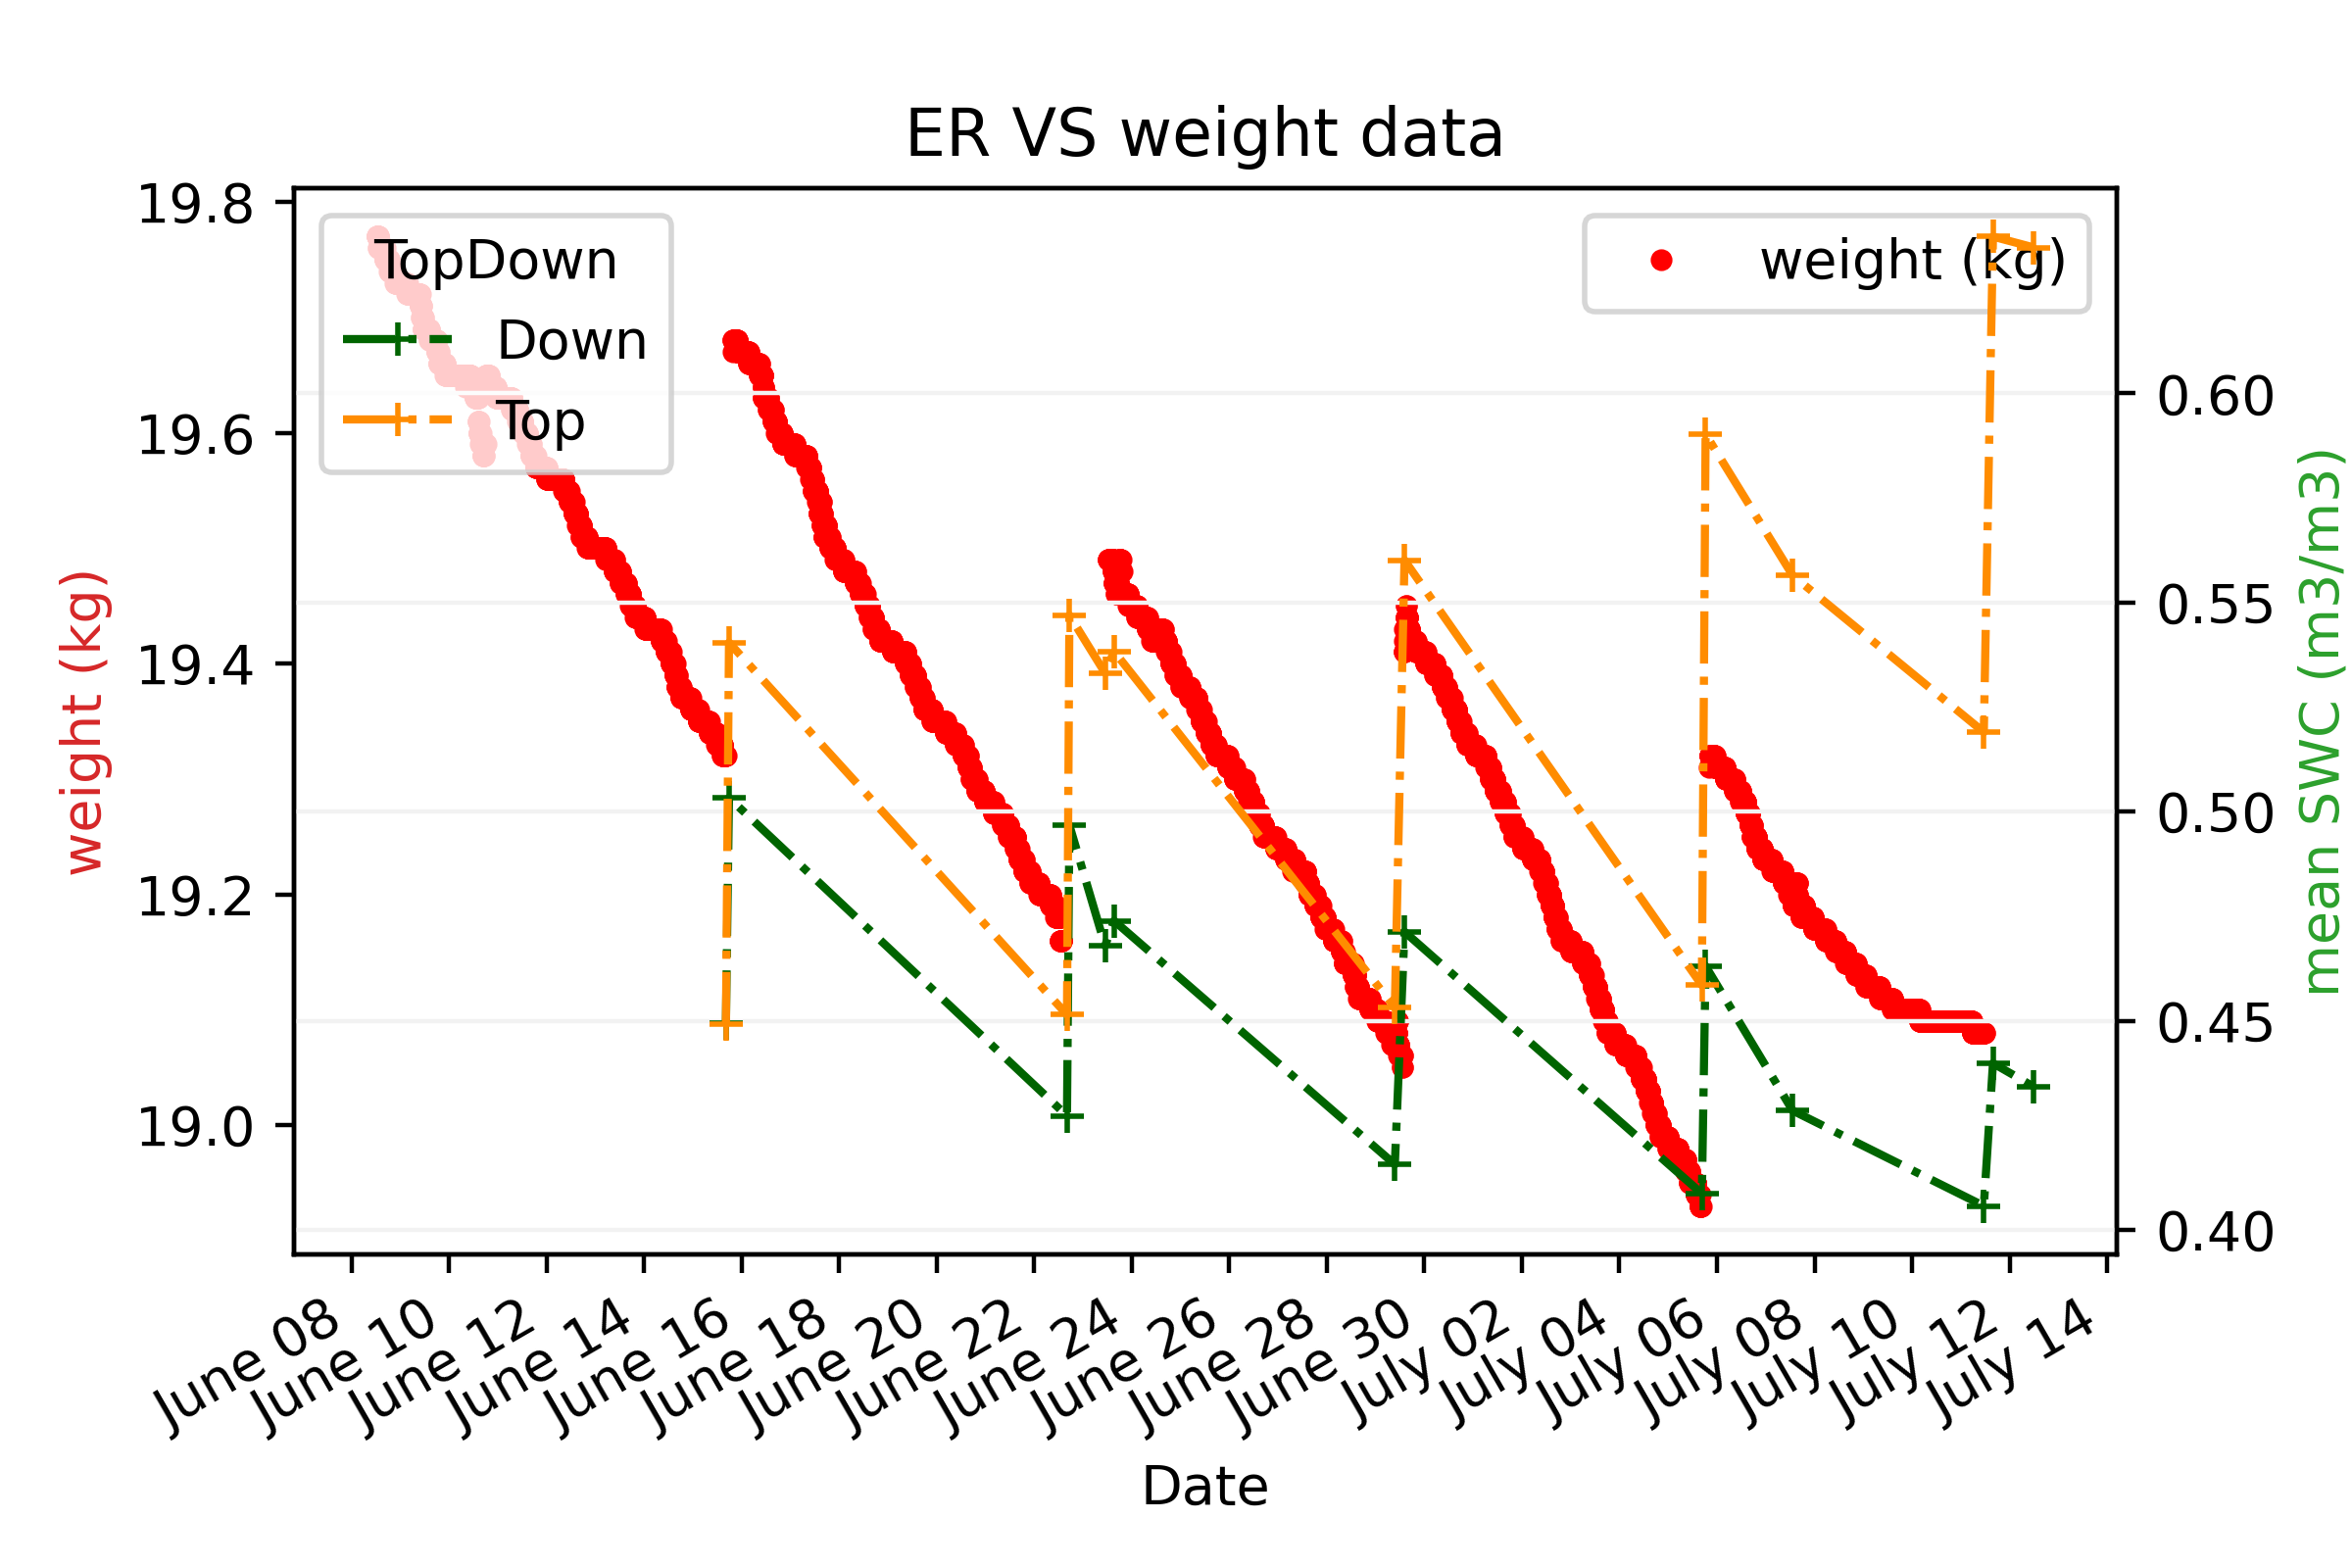 ER VS weight data
19.8
19.6
19.4
19.2
19.0
weight (kg)
TopDown
Down
Top
weight (kg)
0.60
0.55
0.50
0.45
0.40
mean SWC (m3/m3)
June 08
June 10
June 12
June 14
June 16
June 18
June 20
June 22
June 24
June 26
June 28
June 30
July 02
July 04
July 06
July 08
July 10
July 12
July 14
Date